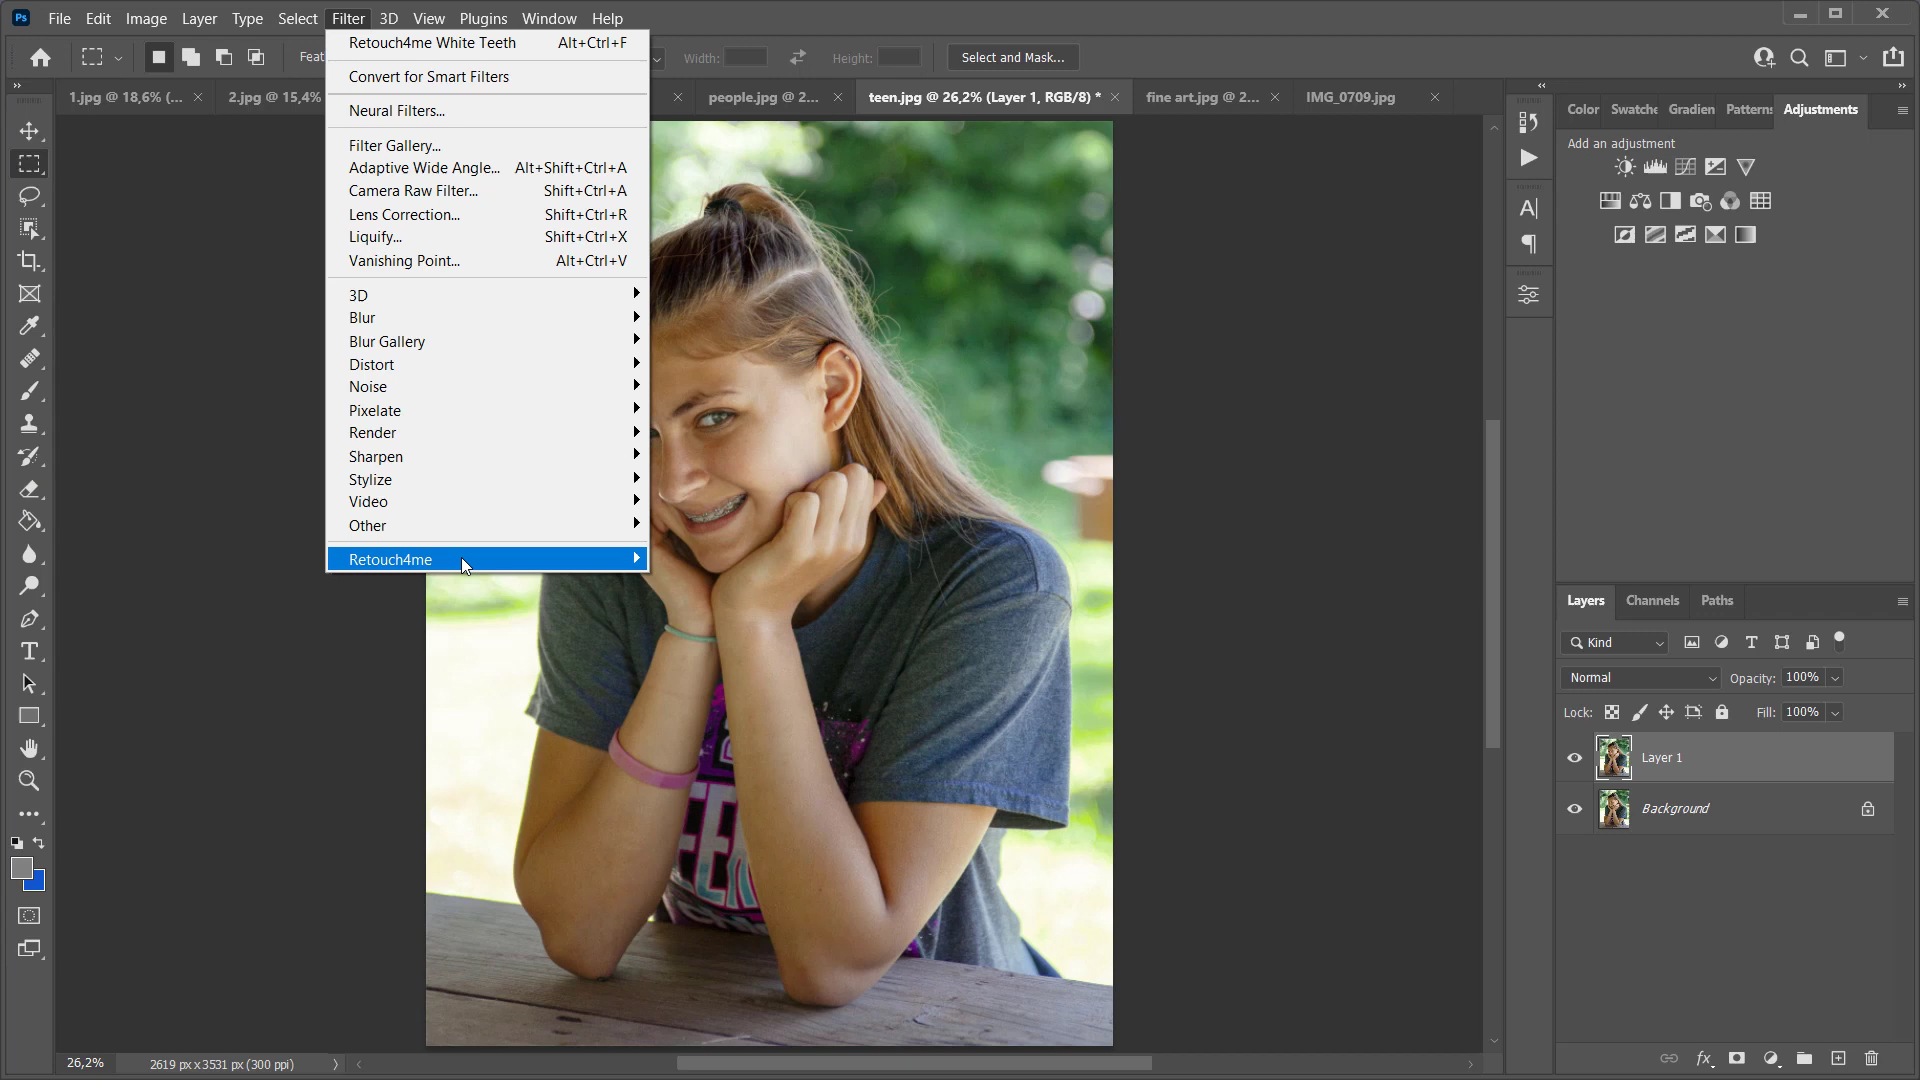 Ps File Edit Image Layer Type Select Filter 3D View Plugins Window Help
Width: Height: Select and Mask...
1.jpg @ 18,6% (... 2.jpg @ 15,4% people.jpg @ 2... teen.jpg @ 26,2% (Layer 1, RGB/8) * fine art.jpg @ 2... IMG_0709.jpg
Retouch4me White Teeth Alt+Ctrl+F
Convert for Smart Filters
Neural Filters...
Filter Gallery...
Adaptive Wide Angle... Alt+Shift+Ctrl+A
Camera Raw Filter... Shift+Ctrl+A
Lens Correction... Shift+Ctrl+R
Liquify... Shift+Ctrl+X
Vanishing Point... Alt+Ctrl+V
3D
Blur
Blur Gallery
Distort
Noise
Pixelate
Render
Sharpen
Stylize
Video
Other
Retouch4me
Color Swatche Gradien Patterns Adjustments
Add an adjustment
Layers Channels Paths
Kind
Normal Opacity: 100%
Lock: Fill: 100%
Layer 1
Background
fx
26,2% 2619 px x 3531 px (300 ppi)